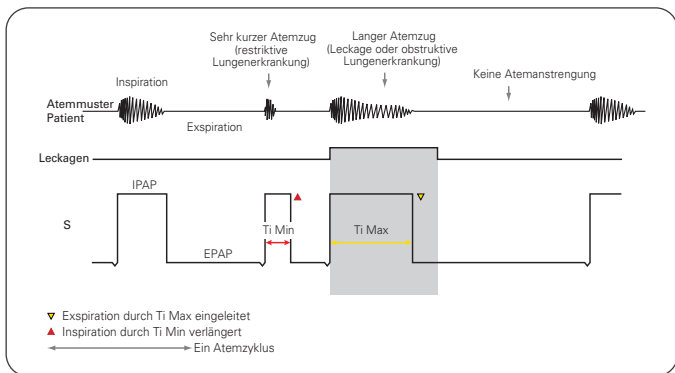 Sehr kurzer Atemzug
(restriktive
Lungenerkrankung)
Langer Atemzug
(Leckage oder obstruktive
Lungenerkrankung)
Inspiration
Keine Atemanstrengung
Atemmuster
Patient
Exspiration
Leckagen
IPAP
S
Ti Min
Ti Max
EPAP
Exspiration durch Ti Max eingeleitet
Inspiration durch Ti Min verlängert
Ein Atemzyklus